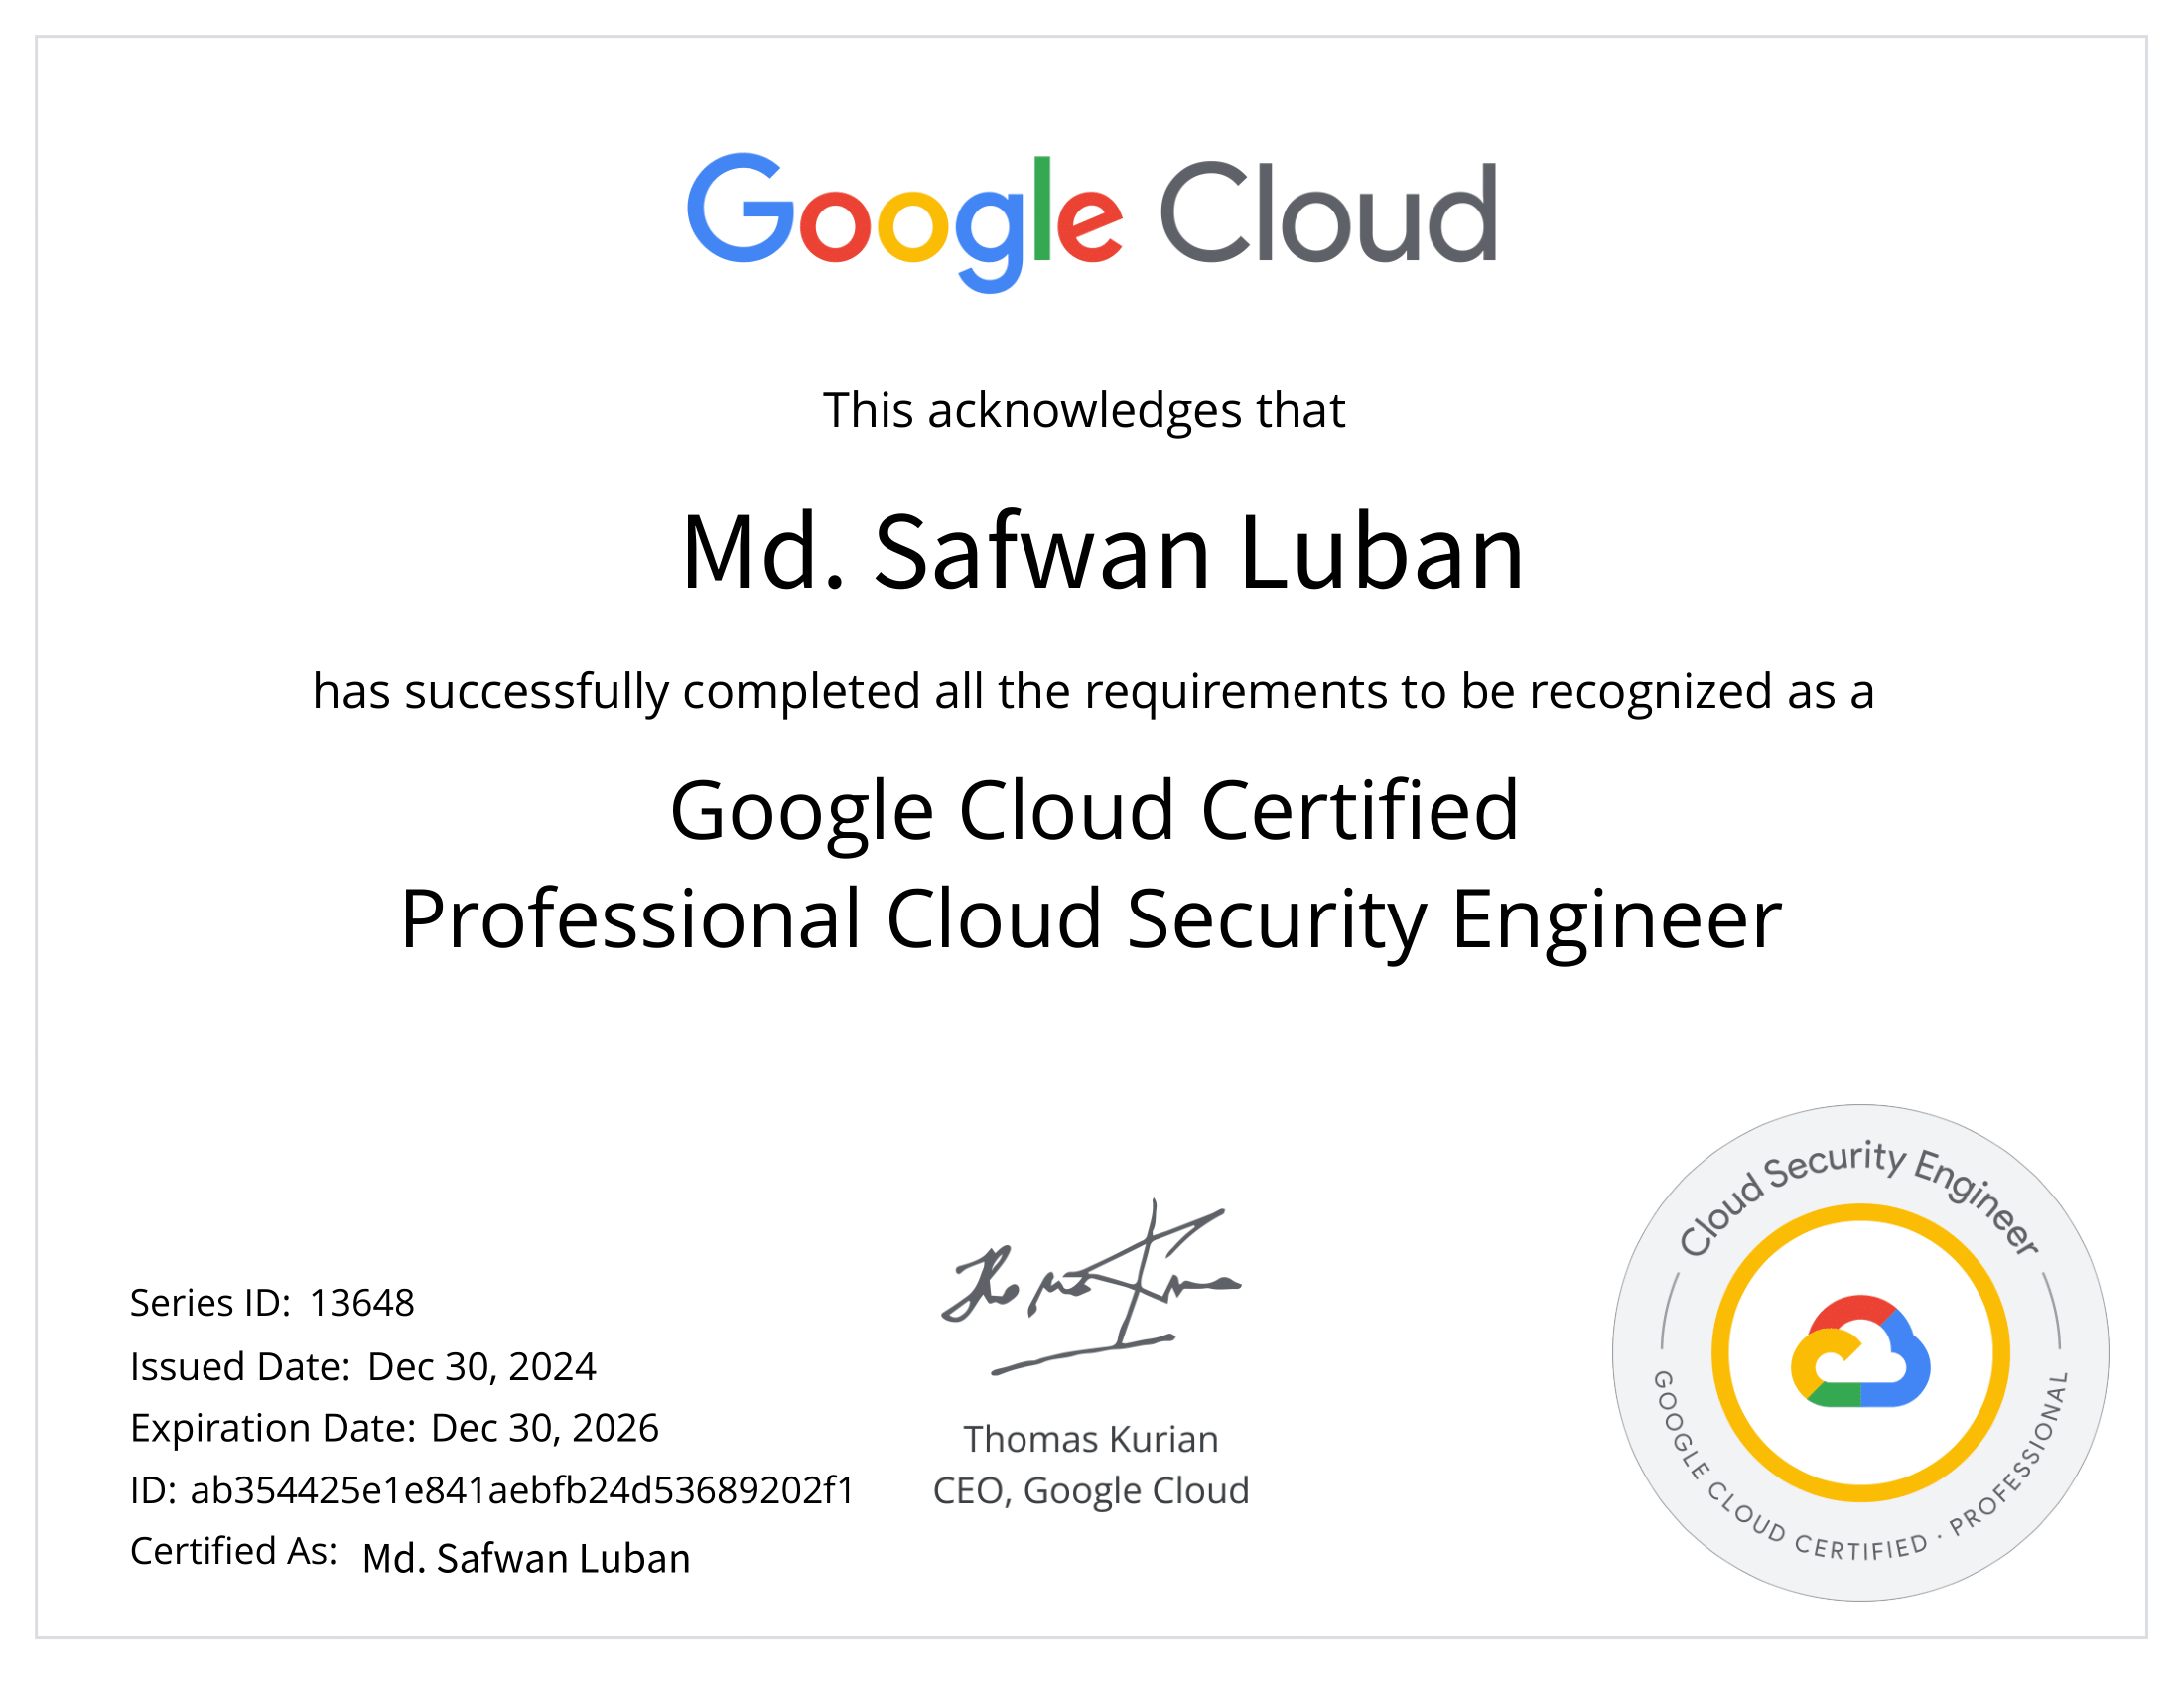 Google Cloud
This acknowledges that
Md. Safwan Luban
has successfully completed all the requirements to be recognized as a
Google Cloud Certified
Professional Cloud Security Engineer
Series ID: 13648
Issued Date: Dec 30, 2024
Expiration Date: Dec 30, 2026
ID: ab354425e1e841aebfb24d53689202f1
Certified As: Md. Safwan Luban
Thomas Kurian
CEO, Google Cloud
Cloud Security Engineer
GOOGLE CLOUD CERTIFIED · PROFESSIONAL